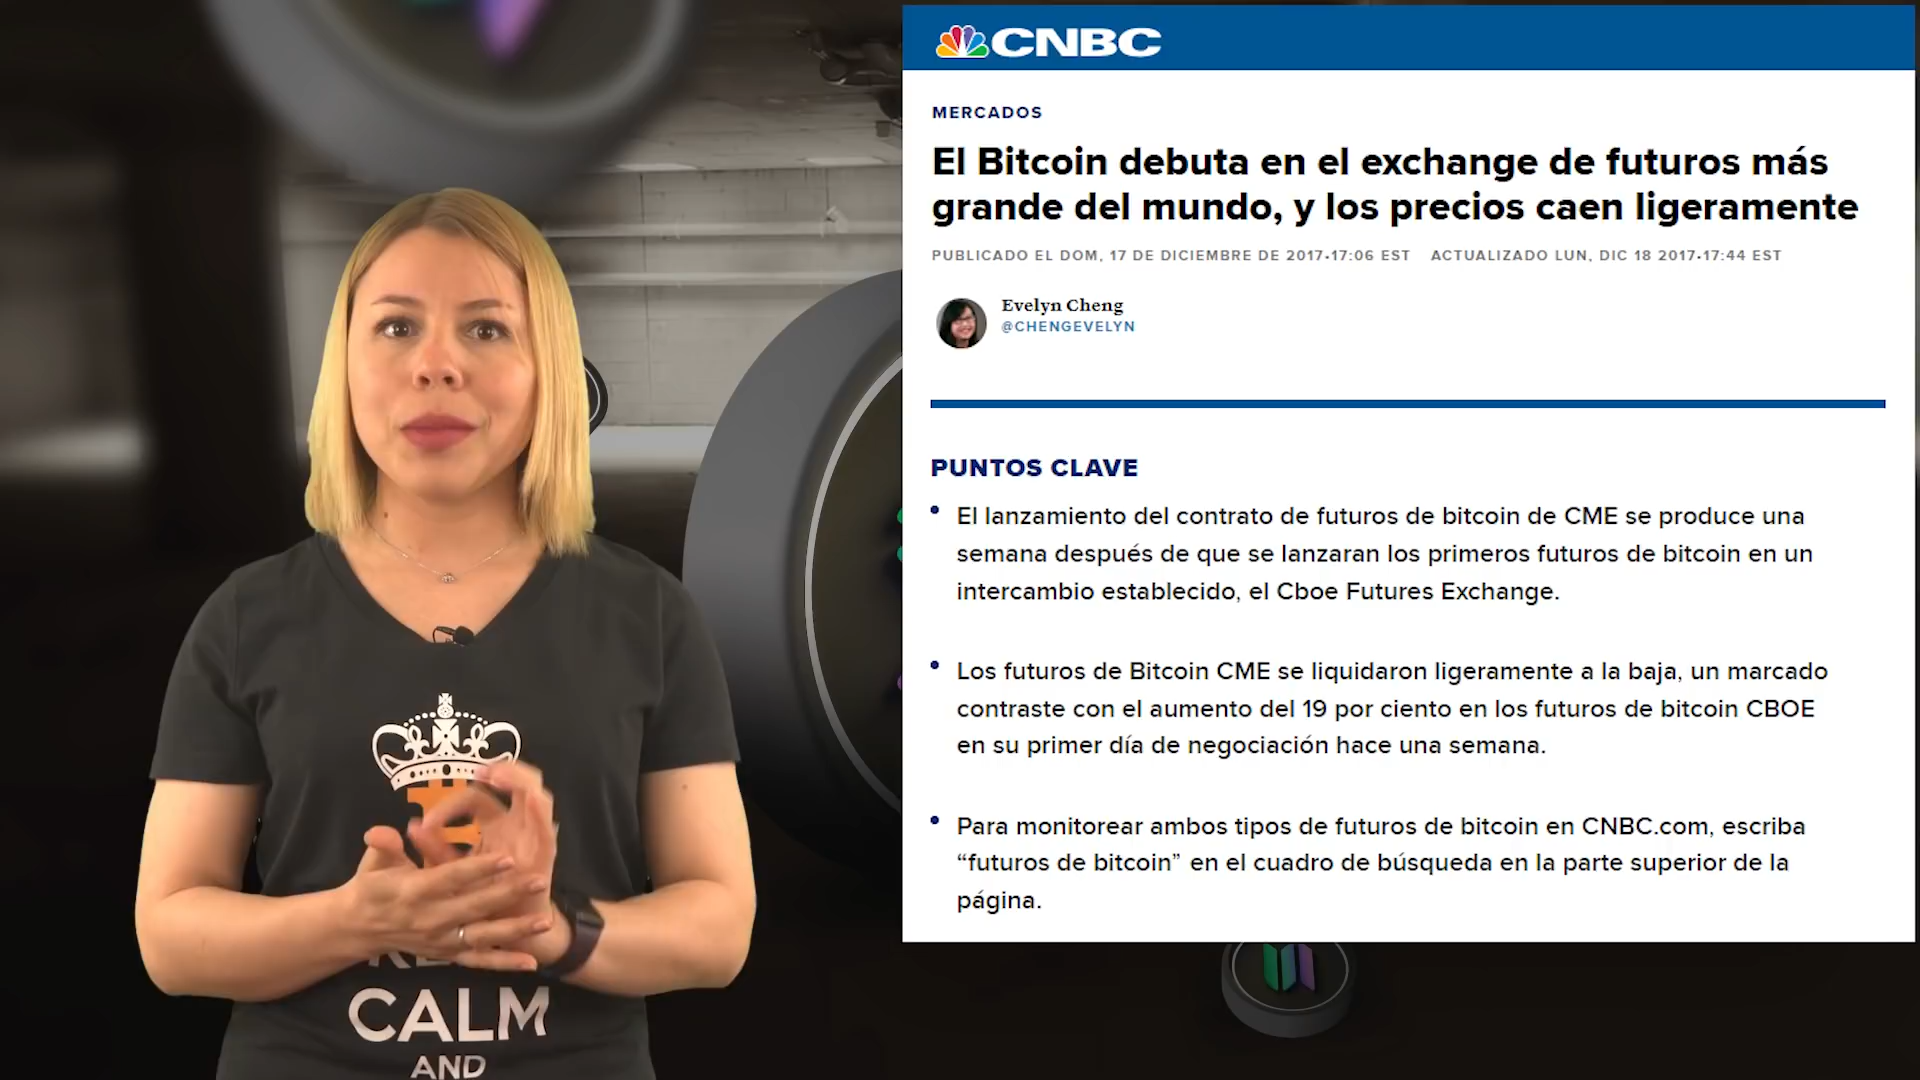 CNBC
MERCADOS
El Bitcoin debuta en el exchange de futuros más
grande del mundo, y los precios caen ligeramente
PUBLICADO EL DOM, 17 DE DICIEMBRE DE 2017•17:06 EST ACTUALIZADO LUN, DIC 18 2017•17:44 EST
Evelyn Cheng
@CHENGEVELYN
PUNTOS CLAVE
• El lanzamiento del contrato de futuros de bitcoin de CME se produce una
semana después de que se lanzaran los primeros futuros de bitcoin en un
intercambio establecido, el Cboe Futures Exchange.
• Los futuros de Bitcoin CME se liquidaron ligeramente a la baja, un marcado
contraste con el aumento del 19 por ciento en los futuros de bitcoin CBOE
en su primer día de negociación hace una semana.
• Para monitorear ambos tipos de futuros de bitcoin en CNBC.com, escriba
“futuros de bitcoin” en el cuadro de búsqueda en la parte superior de la
página.
CALM
AND